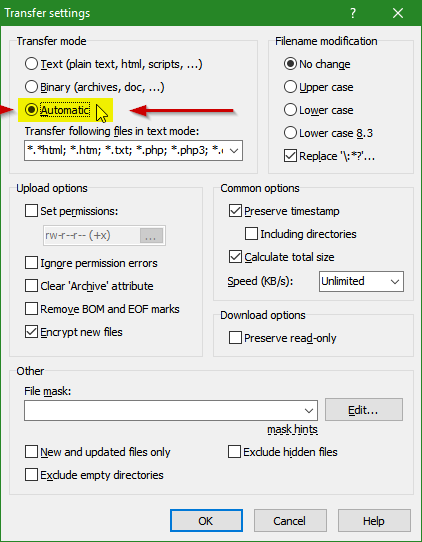 Transfer settings
Transfer mode
Text (plain text, html, scripts, ...)
Binary (archives, doc, ...)
Automatic
Transfer following files in text mode:
*.*html; *.htm; *.txt; *.php; *.php3; *.
Filename modification
No change
Upper case
Lower case
Lower case 8.3
Replace '\:*?'...
Upload options
Set permissions:
rw-r--r-- (+x)
...
Ignore permission errors
Clear 'Archive' attribute
Remove BOM and EOF marks
Encrypt new files
Common options
Preserve timestamp
Including directories
Calculate total size
Speed (KB/s):
Unlimited
Download options
Preserve read-only
Other
File mask:
Edit...
mask hints
New and updated files only
Exclude hidden files
Exclude empty directories
OK
Cancel
Help